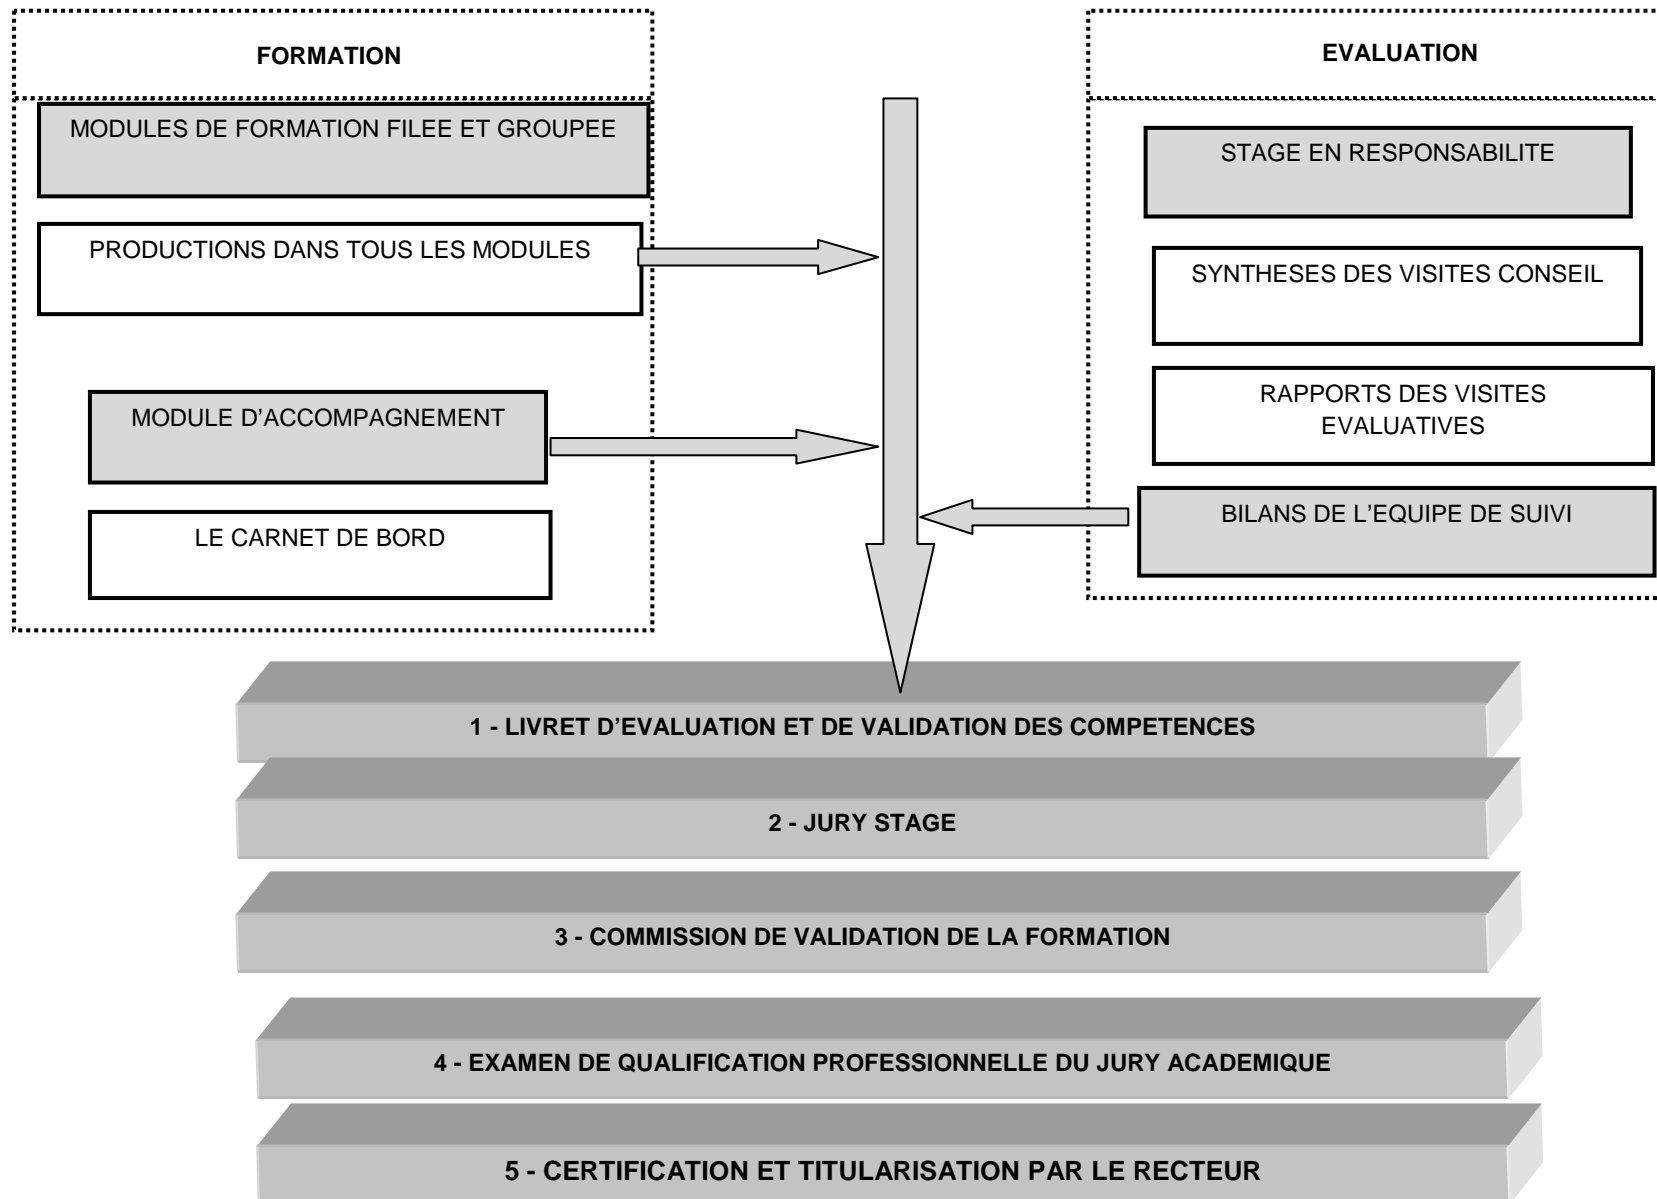 FORMATION
MODULES DE FORMATION FILEE ET GROUPEE
PRODUCTIONS DANS TOUS LES MODULES
MODULE D’ACCOMPAGNEMENT
LE CARNET DE BORD
EVALUATION
STAGE EN RESPONSABILITE
SYNTHESES DES VISITES CONSEIL
RAPPORTS DES VISITES
EVALUATIVES
BILANS DE L’EQUIPE DE SUIVI
1 - LIVRET D’EVALUATION ET DE VALIDATION DES COMPETENCES
2 - JURY STAGE
3 - COMMISSION DE VALIDATION DE LA FORMATION
4 - EXAMEN DE QUALIFICATION PROFESSIONNELLE DU JURY ACADEMIQUE
5 - CERTIFICATION ET TITULARISATION PAR LE RECTEUR